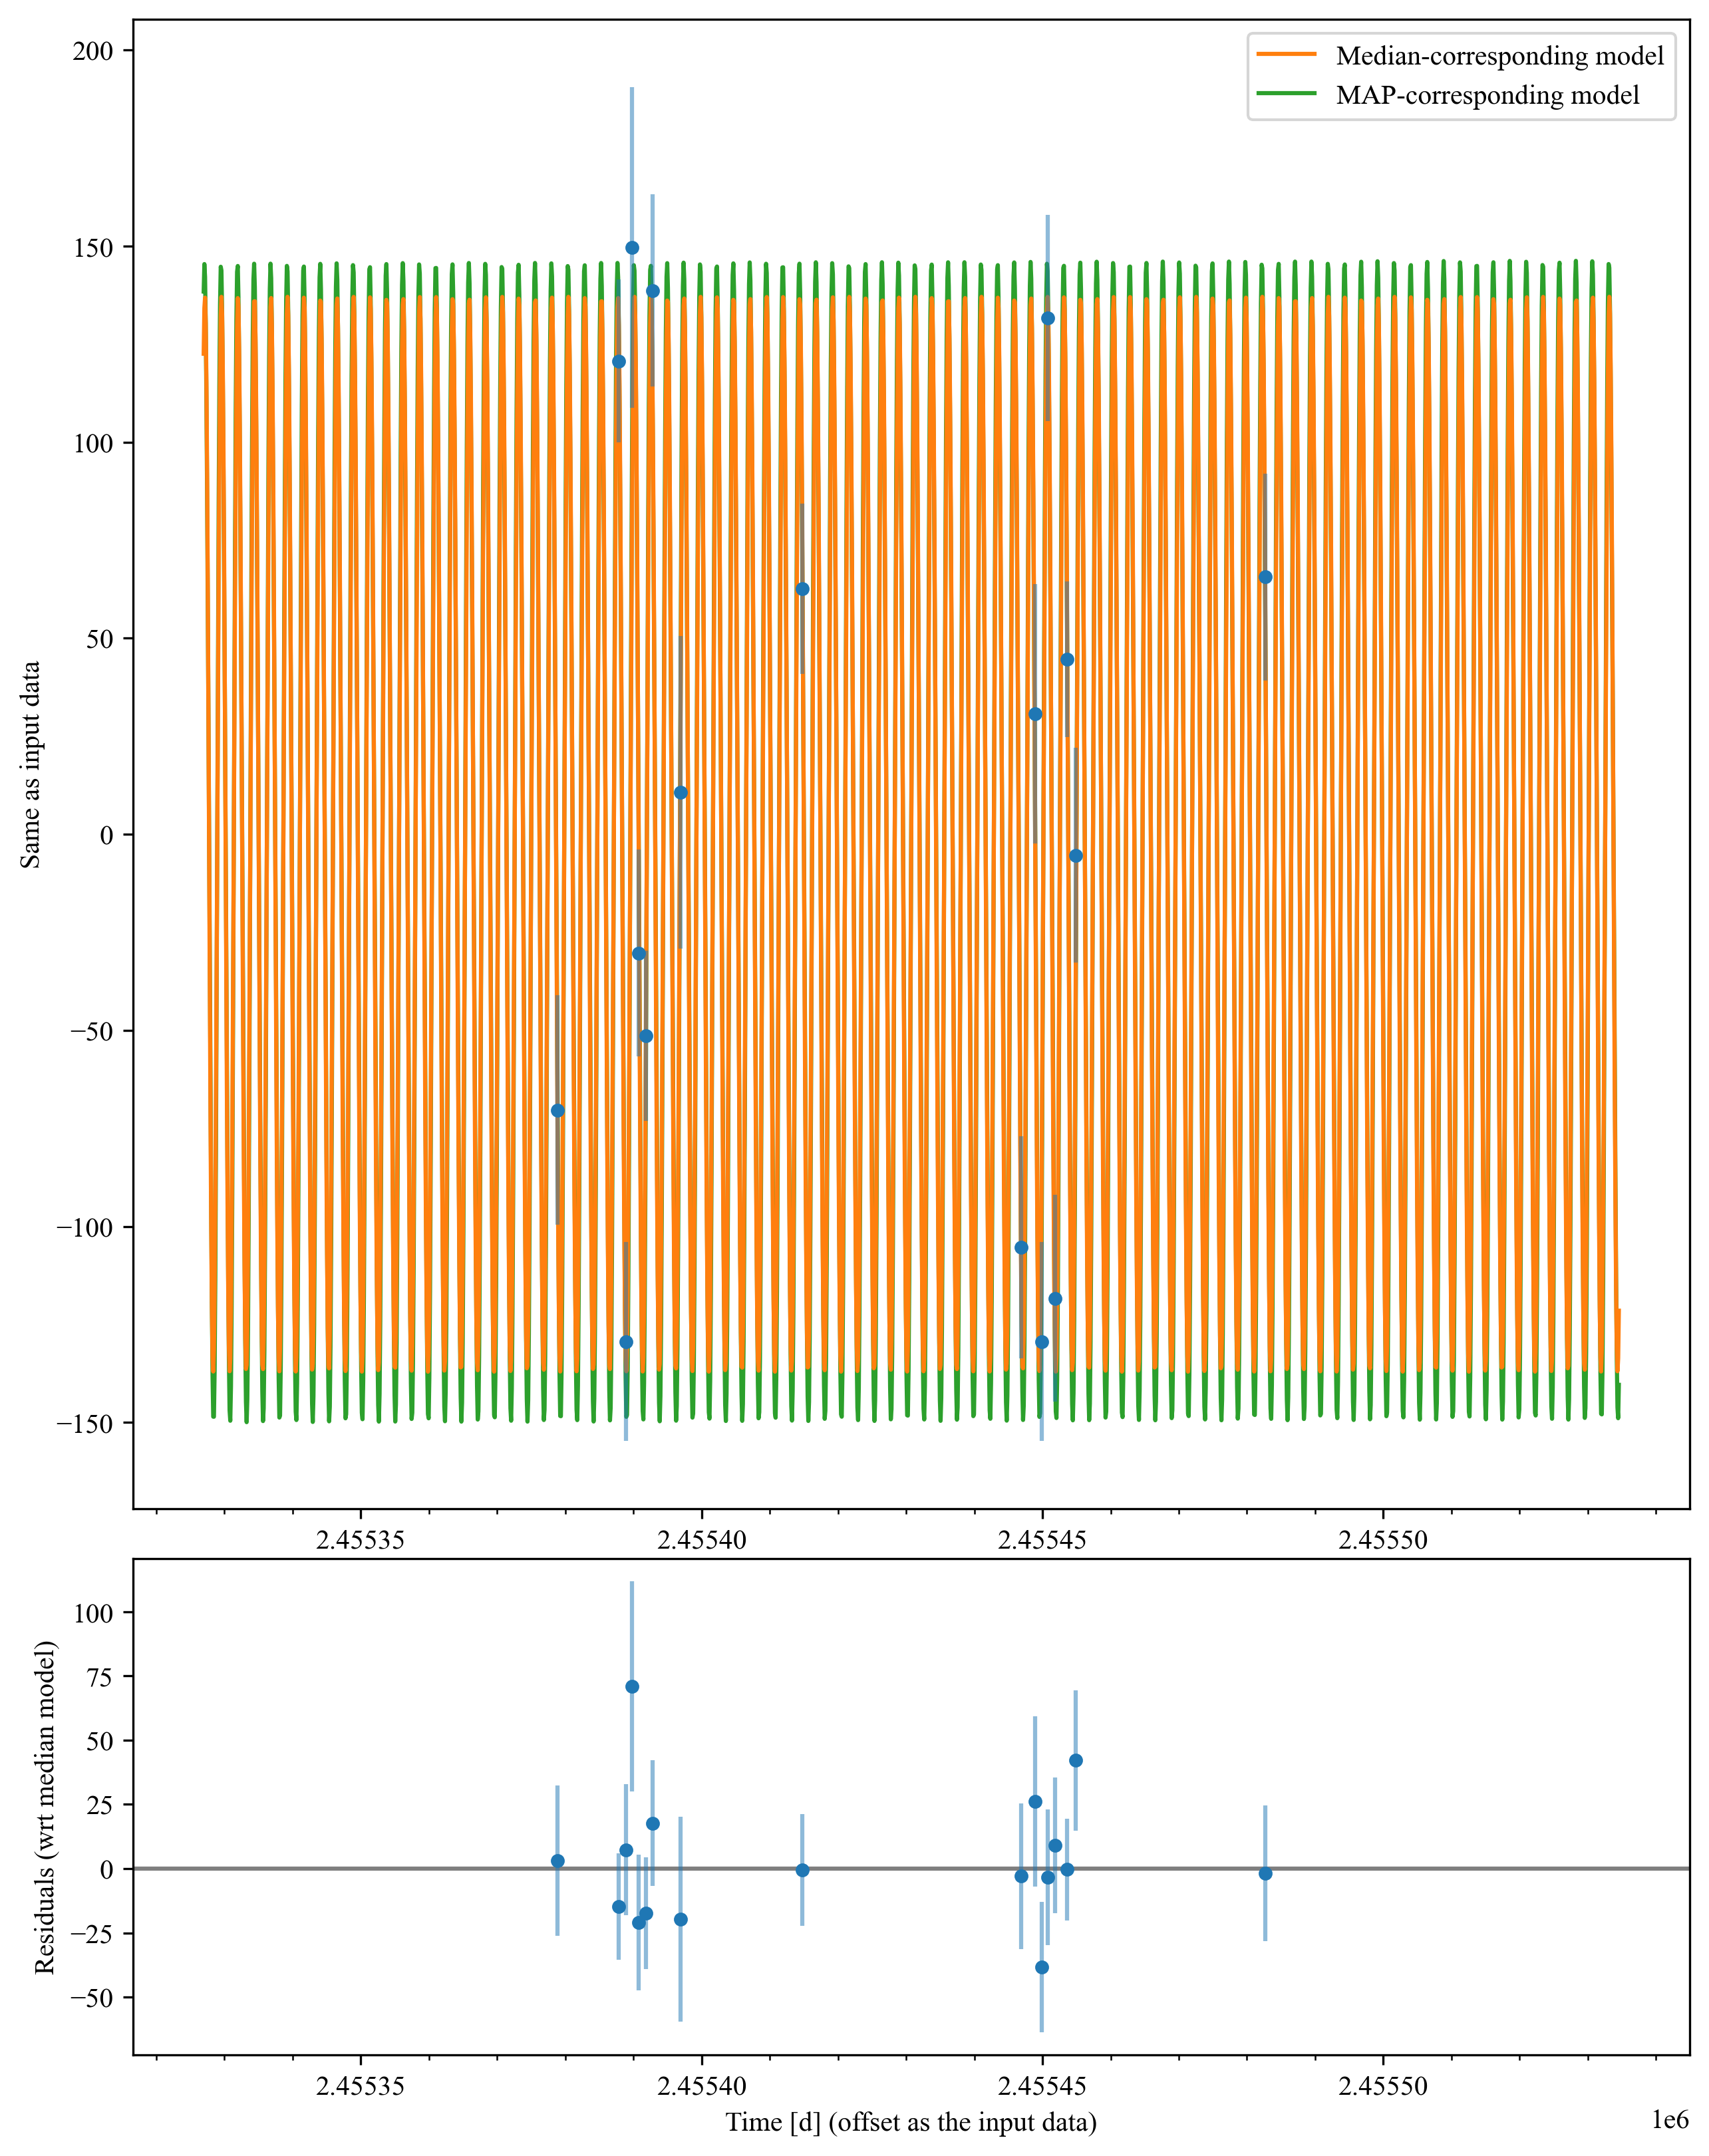 Median-corresponding model
MAP-corresponding model
200
150
100
50
0
−50
−100
−150
Same as input data
2.45535 2.45540 2.45545 2.45550
100
75
50
25
0
−25
−50
Residuals (wrt median model)
2.45535 2.45540 2.45545 2.45550
1e6
Time [d] (offset as the input data)